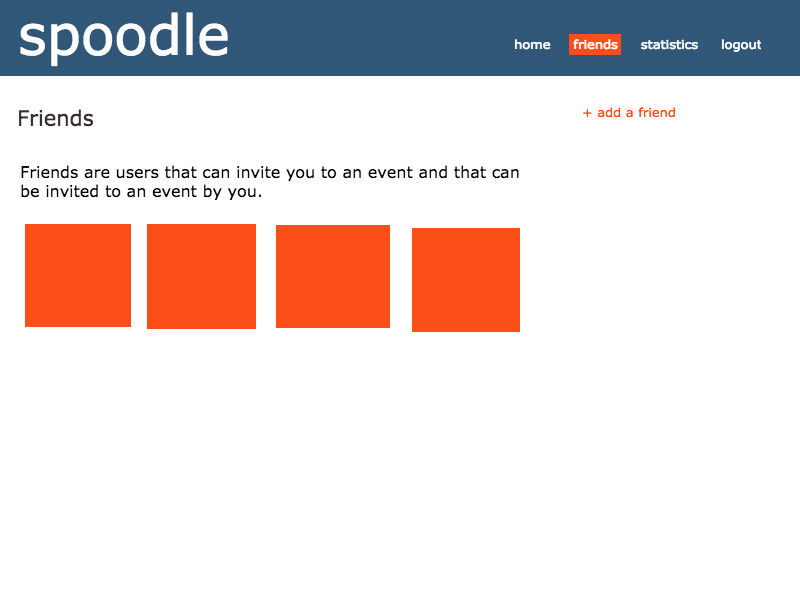 spoodle
home friends statistics logout
Friends
+ add a friend
Friends are users that can invite you to an event and that can
be invited to an event by you.